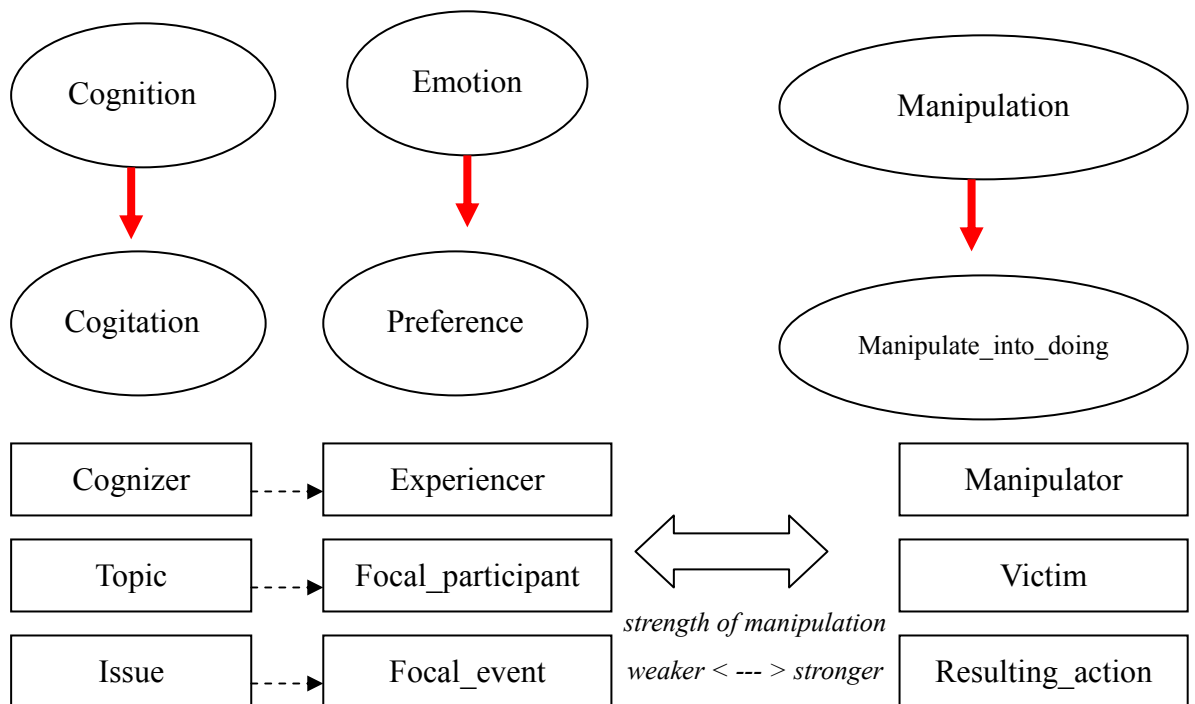 Cognition
Emotion
Manipulation
Cogitation
Preference
Manipulate_into_doing
Cognizer
Experiencer
Manipulator
Topic
Focal_participant
Victim
strength of manipulation
weaker < --- > stronger
Issue
Focal_event
Resulting_action